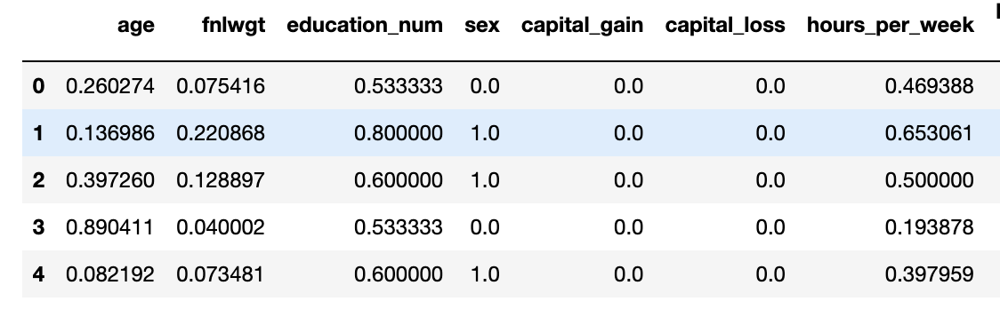 age fnlwgt education_num sex capital_gain capital_loss hours_per_week
0 0.260274 0.075416 0.533333 0.0 0.0 0.0 0.469388
1 0.136986 0.220868 0.800000 1.0 0.0 0.0 0.653061
2 0.397260 0.128897 0.600000 1.0 0.0 0.0 0.500000
3 0.890411 0.040002 0.533333 0.0 0.0 0.0 0.193878
4 0.082192 0.073481 0.600000 1.0 0.0 0.0 0.397959